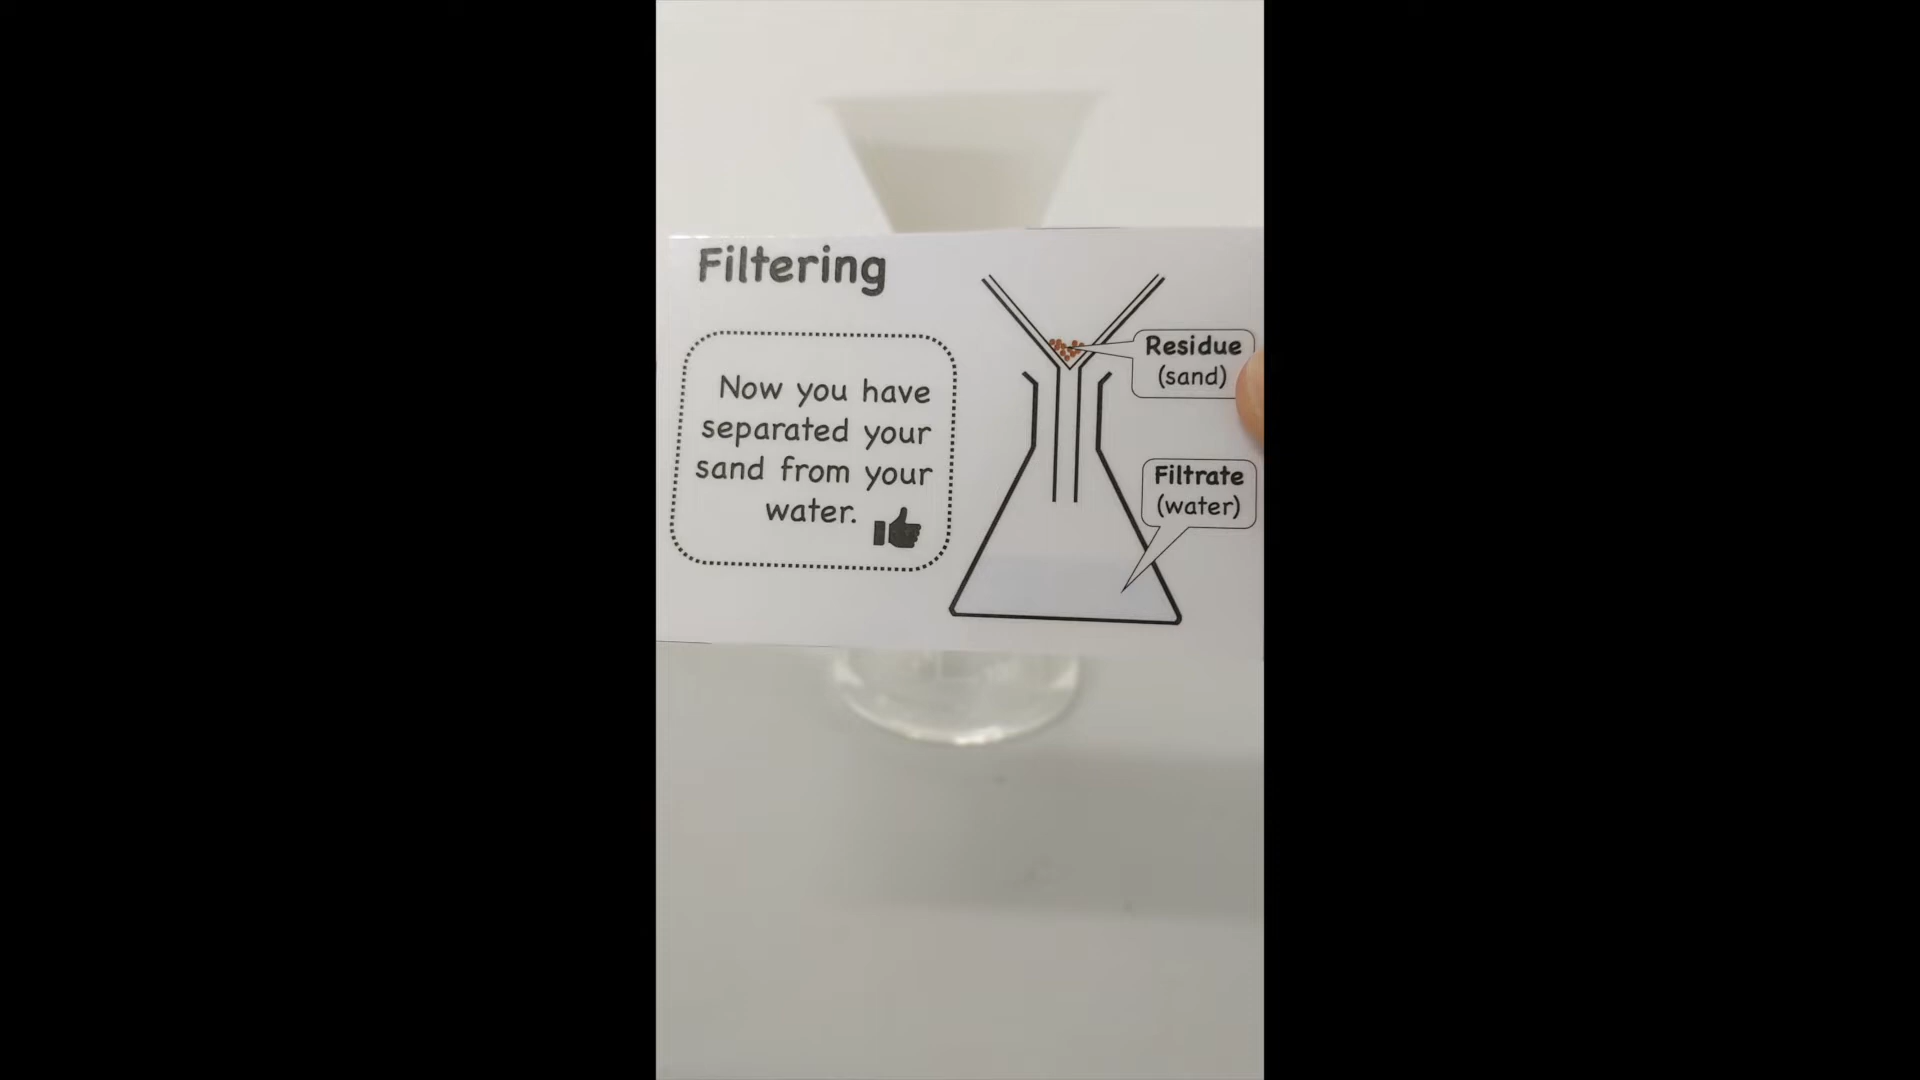 Filtering
Now you have
separated your
sand from your
water.
Residue
(sand)
Filtrate
(water)